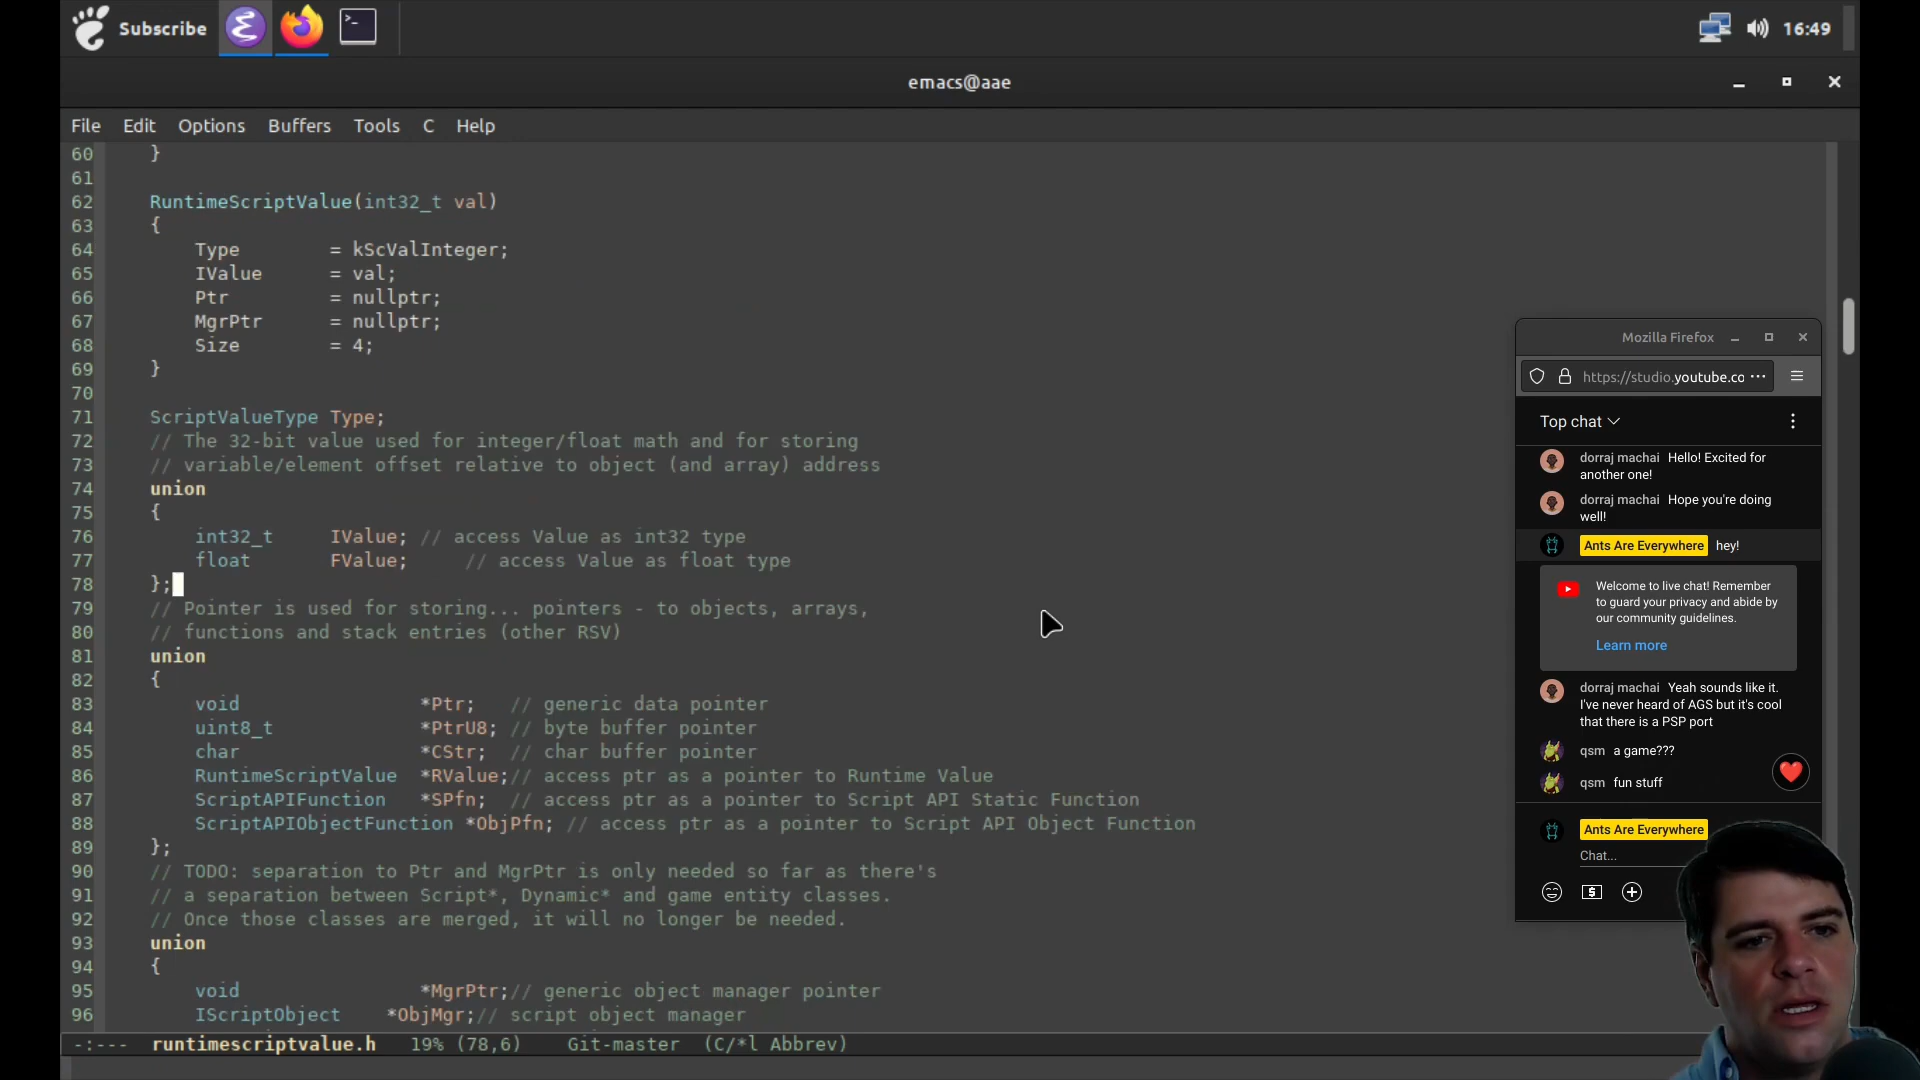 Subscribe
16:49
emacs@aae
File Edit Options Buffers Tools C Help
60 }
61
62 RuntimeScriptValue(int32_t val)
63 {
64 Type = kScValInteger;
65 IValue = val;
66 Ptr = nullptr;
67 MgrPtr = nullptr;
68 Size = 4;
69 }
70
71 ScriptValueType Type;
72 // The 32-bit value used for integer/float math and for storing
73 // variable/element offset relative to object (and array) address
74 union
75 {
76 int32_t IValue; // access Value as int32 type
77 float FValue; // access Value as float type
78 };
79 // Pointer is used for storing... pointers - to objects, arrays,
80 // functions and stack entries (other RSV)
81 union
82 {
83 void *Ptr; // generic data pointer
84 uint8_t *PtrU8; // byte buffer pointer
85 char *CStr; // char buffer pointer
86 RuntimeScriptValue *RValue;// access ptr as a pointer to Runtime Value
87 ScriptAPIFunction *SPfn; // access ptr as a pointer to Script API Static Function
88 ScriptAPIObjectFunction *ObjPfn; // access ptr as a pointer to Script API Object Function
89 };
90 // TODO: separation to Ptr and MgrPtr is only needed so far as there's
91 // a separation between Script*, Dynamic* and game entity classes.
92 // Once those classes are merged, it will no longer be needed.
93 union
94 {
95 void *MgrPtr;// generic object manager pointer
96 IScriptObject *ObjMgr;// script object manager
-:--- runtimescriptvalue.h 19% (78,6) Git-master (C/*l Abbrev)
Mozilla Firefox
https://studio.youtube.co
Top chat
dorraj machai Hello! Excited for
another one!
dorraj machai Hope you're doing
well!
Ants Are Everywhere hey!
Welcome to live chat! Remember
to guard your privacy and abide by
our community guidelines.
Learn more
dorraj machai Yeah sounds like it.
I've never heard of AGS but it's cool
that there is a PSP port
qsm a game???
qsm fun stuff
Ants Are Everywhere
Chat...